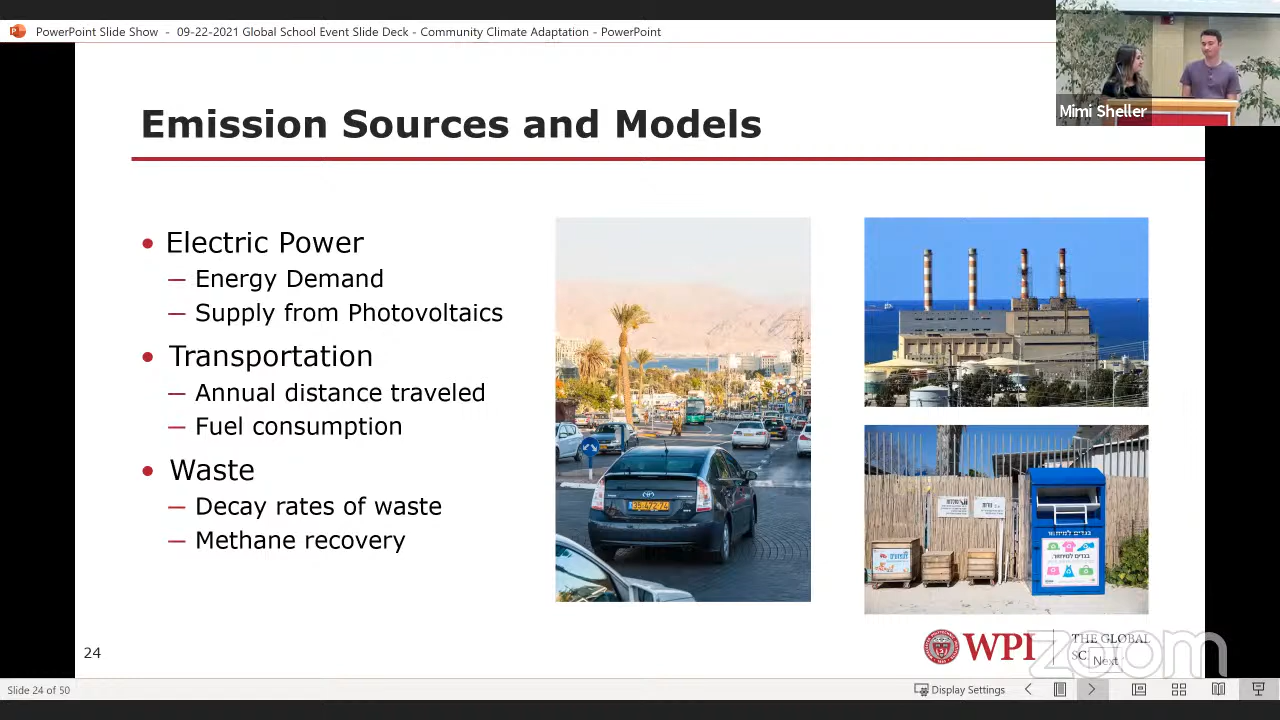 PowerPoint Slide Show - 09-22-2021 Global School Event Slide Deck - Community Climate Adaptation - PowerPoint
Mimi Sheller
Emission Sources and Models
• Electric Power
— Energy Demand
— Supply from Photovoltaics
• Transportation
— Annual distance traveled
— Fuel consumption
• Waste
— Decay rates of waste
— Methane recovery
24
WPI
THE GLOBAL
SC
Next
zoom
Slide 24 of 50
Display Settings